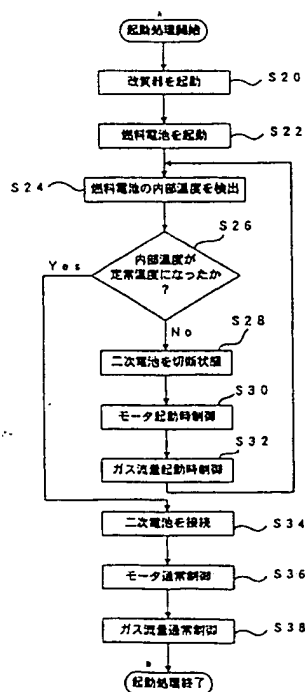 起動処理開始
改質器を起動
S20
燃料電池を起動
S22
S24
燃料電池の内部温度を検出
S26
内部温度が
定常温度になったか
?
Yes
No
S28
二次電池を切断状態
S30
モータ起動時制御
S32
ガス流量起動時制御
二次電池を接続
S34
モータ通常制御
S36
ガス流量通常制御
S38
起動処理終了